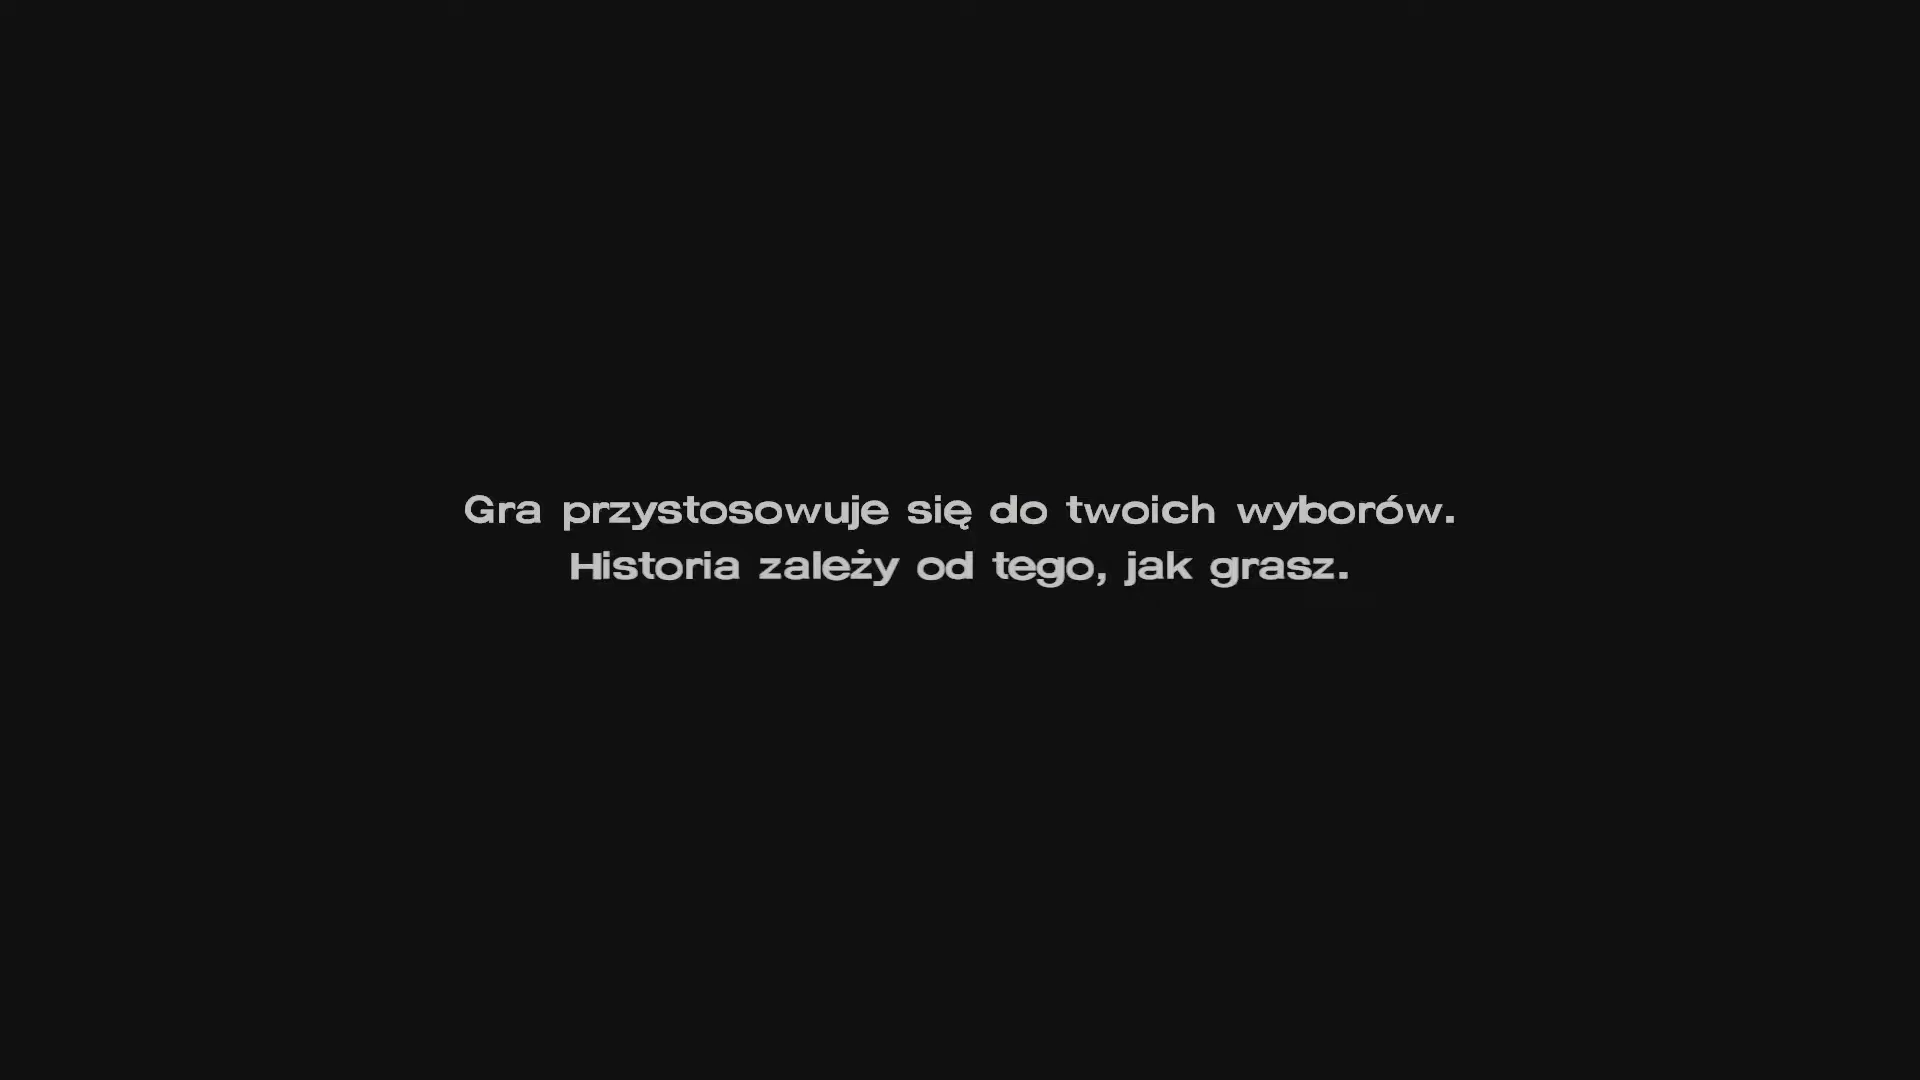 Gra przystosowuje się do twoich wyborów.
Historia zależy od tego, jak grasz.